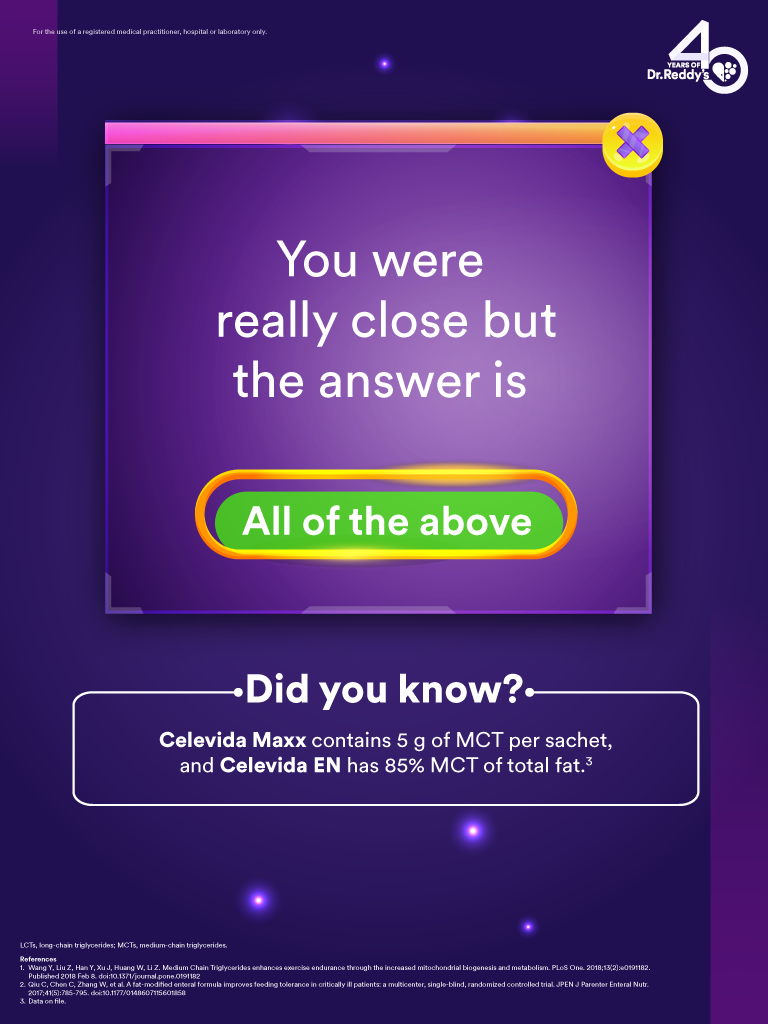 For the use of a registered medical practitioner, hospital or laboratory only.
40
YEARS OF
Dr.Reddy's
You were
really close but
the answer is
All of the above
Did you know?
Celevida Maxx contains 5 g of MCT per sachet,
and Celevida EN has 85% MCT of total fat.³
LCTs, long-chain triglycerides; MCTs, medium-chain triglycerides.
References
1. Wang Y, Liu Z, Han Y, Xu J, Huang W, Li Z. Medium Chain Triglycerides enhances exercise endurance through the increased mitochondrial biogenesis and metabolism. PLoS One. 2018;13(2):e0191182.
Published 2018 Feb 8. doi:10.1371/journal.pone.0191182
2. Qiu C, Chen C, Zhang W, et al. A fat-modified enteral formula improves feeding tolerance in critically ill patients: a multicenter, single-blind, randomized controlled trial. JPEN J Parenter Enteral Nutr.
2017;41(5):785-795. doi:10.1177/0148607115601858
3. Data on file.